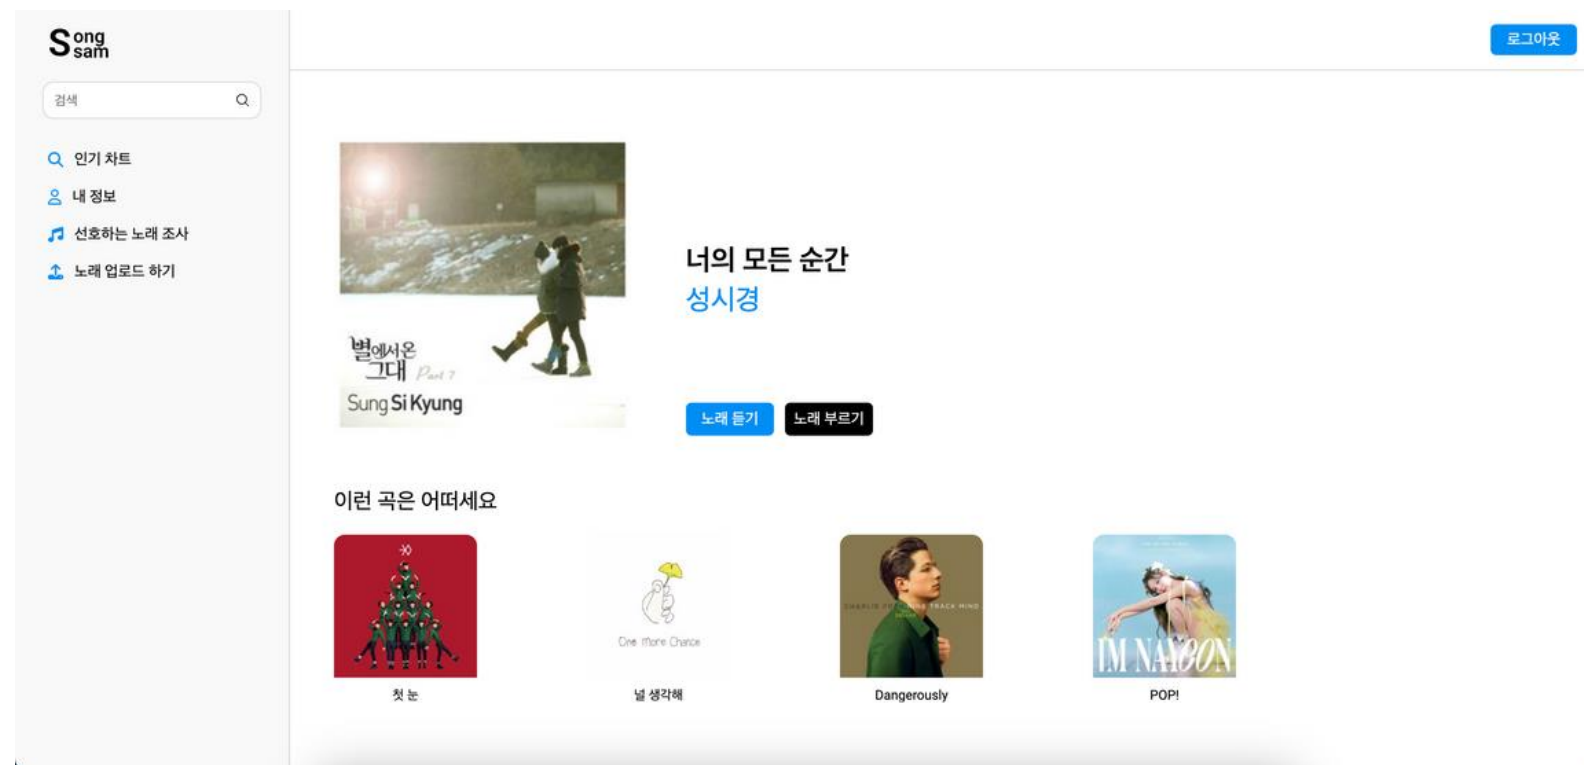 Song
sam
로그아웃
검색
인기 차트
내 정보
선호하는 노래 조사
노래 업로드 하기
별에서 온
그대 Part 7
Sung Si Kyung
너의 모든 순간
성시경
노래 듣기
노래 부르기
이런 곡은 어떠세요
One More Chance
IM NAYEON
첫 눈
널 생각해
Dangerously
POP!